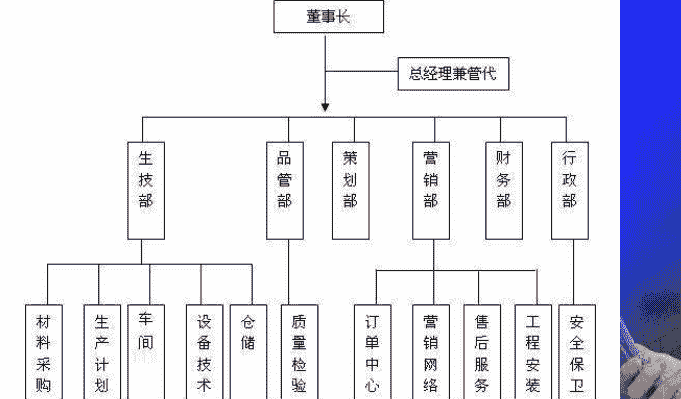 董事长
总经理兼管代
生技部
品管部
策划部
营销部
财务部
行政部
材料采购
生产计划
车间
设备技术
仓储
质量检验
订单中心
营销网络
售后服务
工程安装
安全保卫